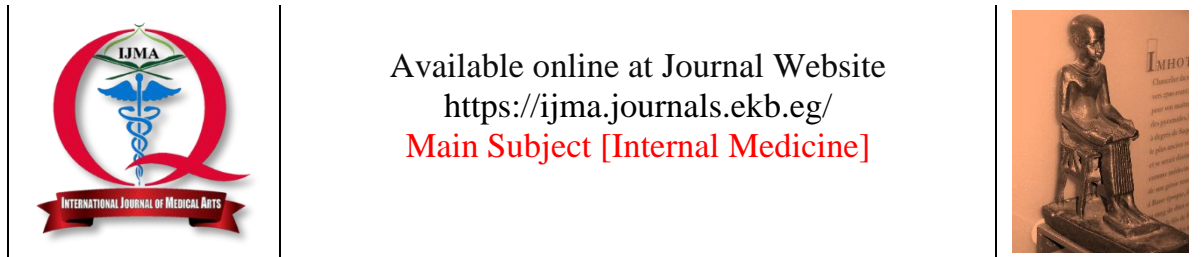 IJMA
INTERNATIONAL JOURNAL OF MEDICAL ARTS
Available online at Journal Website
https://ijma.journals.ekb.eg/
Main Subject [Internal Medicine]
IMHOT